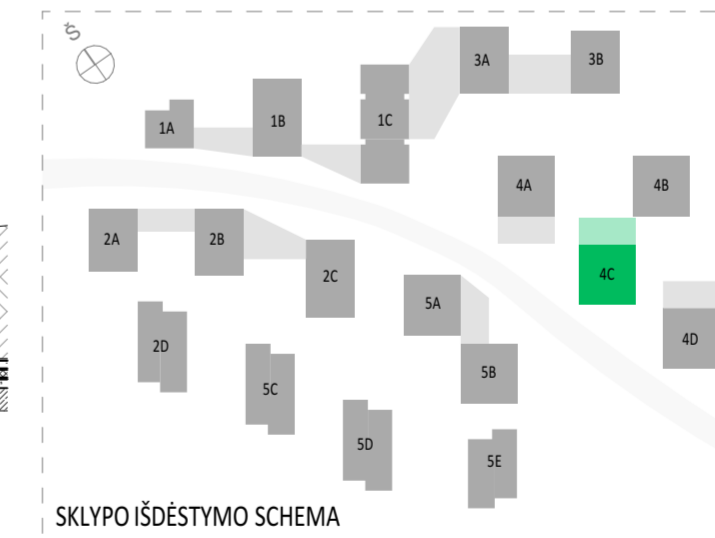 Š
3A
3B
1A
1B
1C
4A
4B
2A
2B
2C
4C
5A
4D
2D
5B
5C
5D
5E
SKLYPO IŠDĖSTYMO SCHEMA